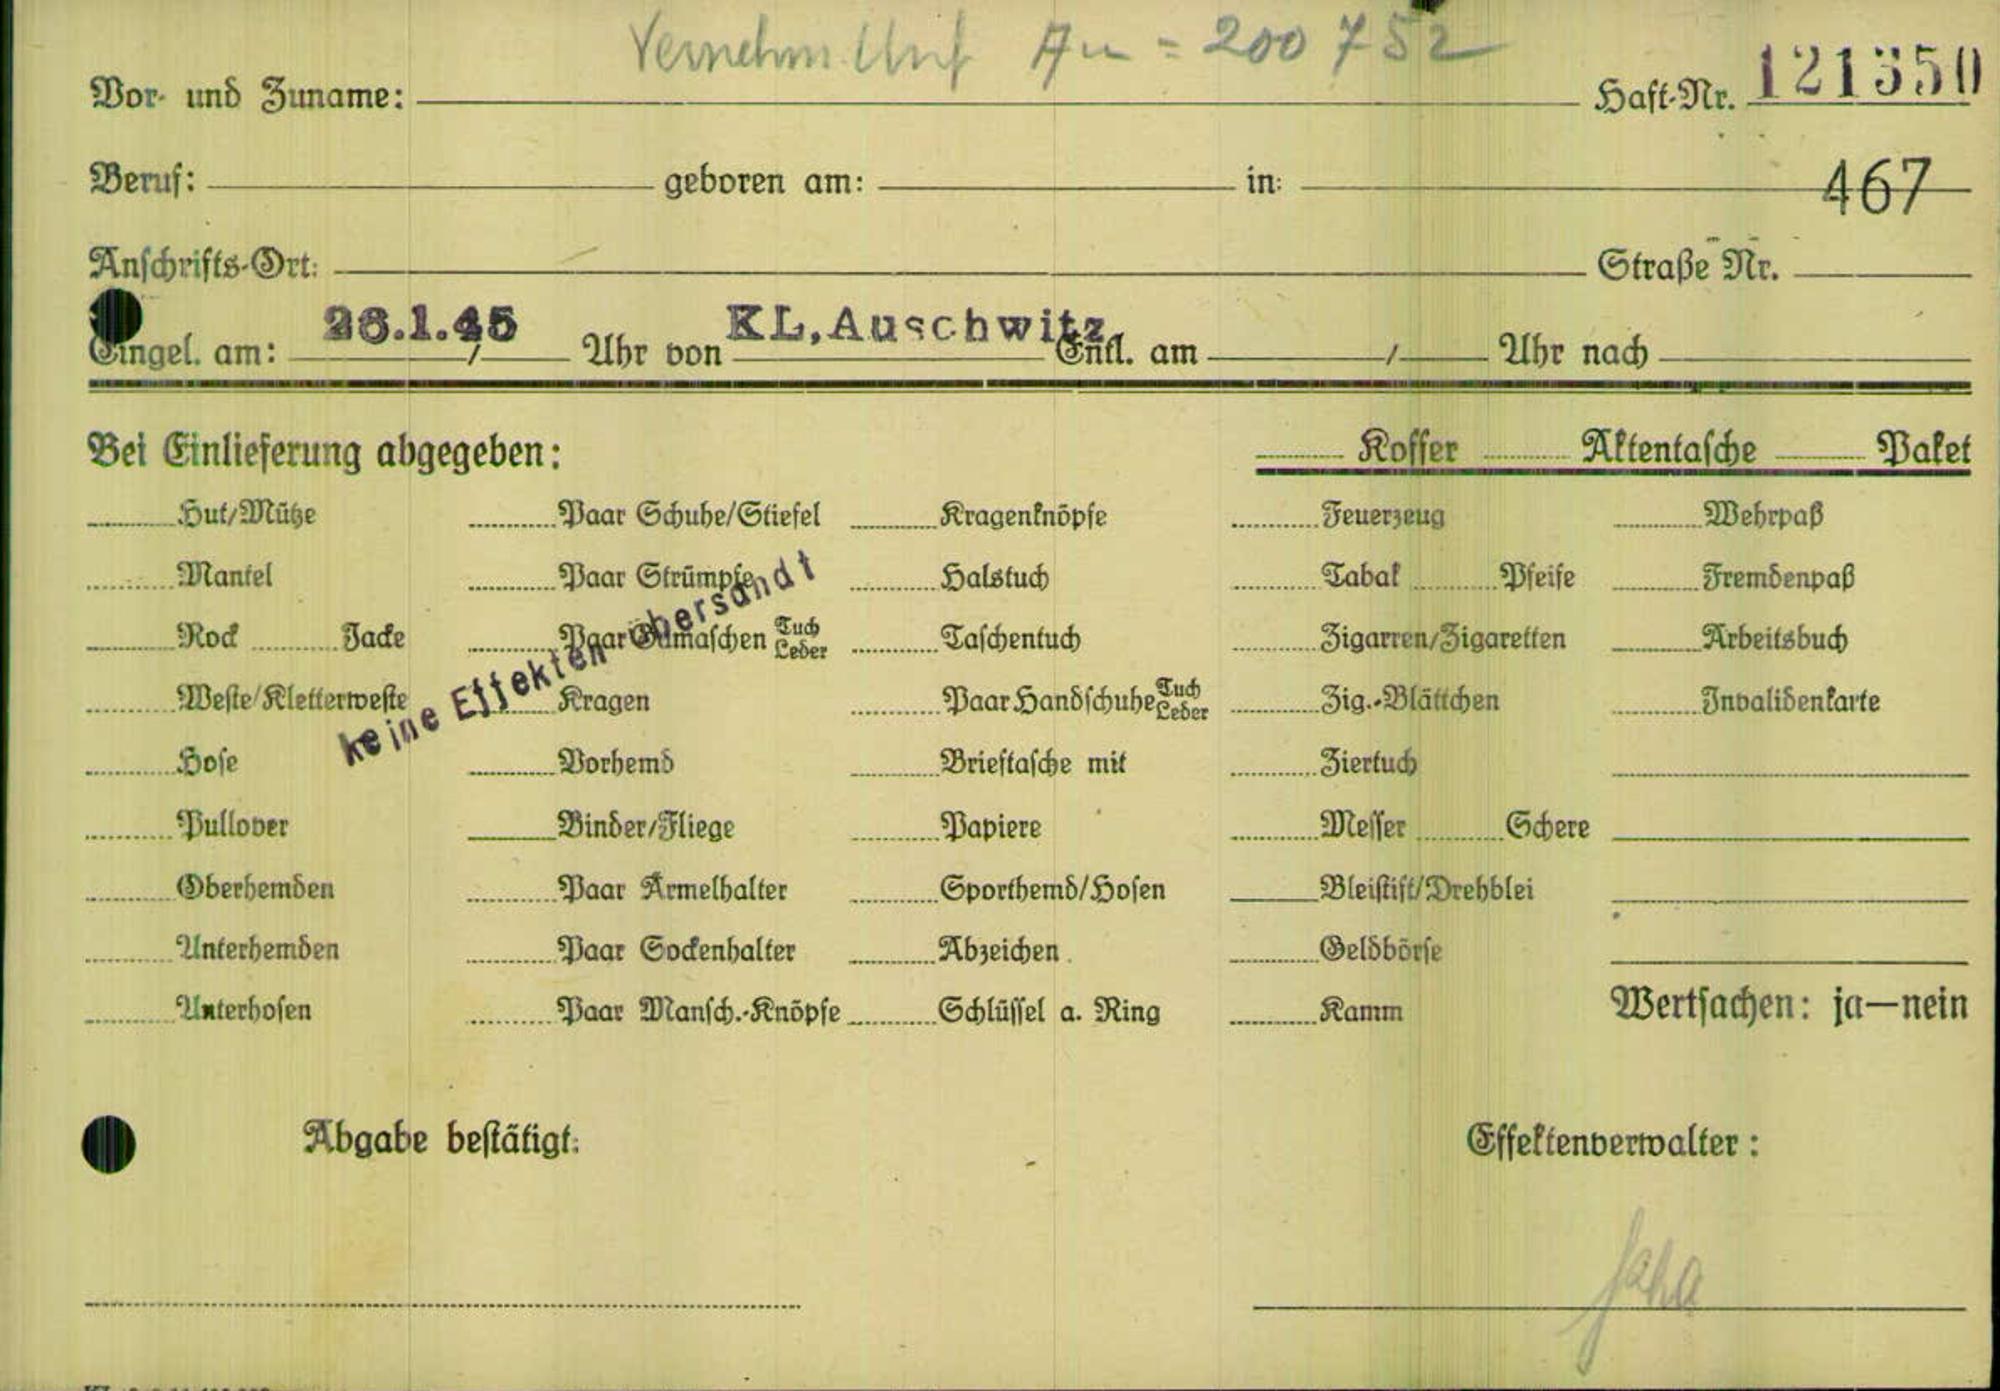 Vernehm. Unf Au = 200 752
Vor- und Zuname: Haft-Nr. 121350
Beruf: geboren am: in: 467
Anschrifts-Ort: Straße Nr.
Eingel. am: 26.1.45 / Uhr von KL, Auschwitz Entl. am / Uhr nach
Bei Einlieferung abgegeben: Koffer Aktentasche Paket
Hut/Mütze Paar Schuhe/Stiefel Kragenknöpfe Feuerzeug Wehrpaß
Mantel Paar Strümpfe Halstuch Tabak Pfeife Fremdenpaß
Rock Jacke Paar Gamaschen Tuch Leder Taschentuch Zigarren/Zigaretten Arbeitsbuch
Weste/Kletterweste Kragen Paar Handschuhe Tuch Leder Zig.-Blättchen Invalidenkarte
keine Effekten übersandt
Hose Vorhemd Brieftasche mit Ziertuch
Pullover Binder/Fliege Papiere Messer Schere
Oberhemden Paar Ärmelhalter Sporthemd/Hosen Bleistift/Drehblei
Unterhemden Paar Sockenhalter Abzeichen Geldbörse
Unterhosen Paar Mansch.-Knöpfe Schlüssel a. Ring Kamm Wertsachen: ja—nein
Abgabe bestätigt: Effektenverwalter: